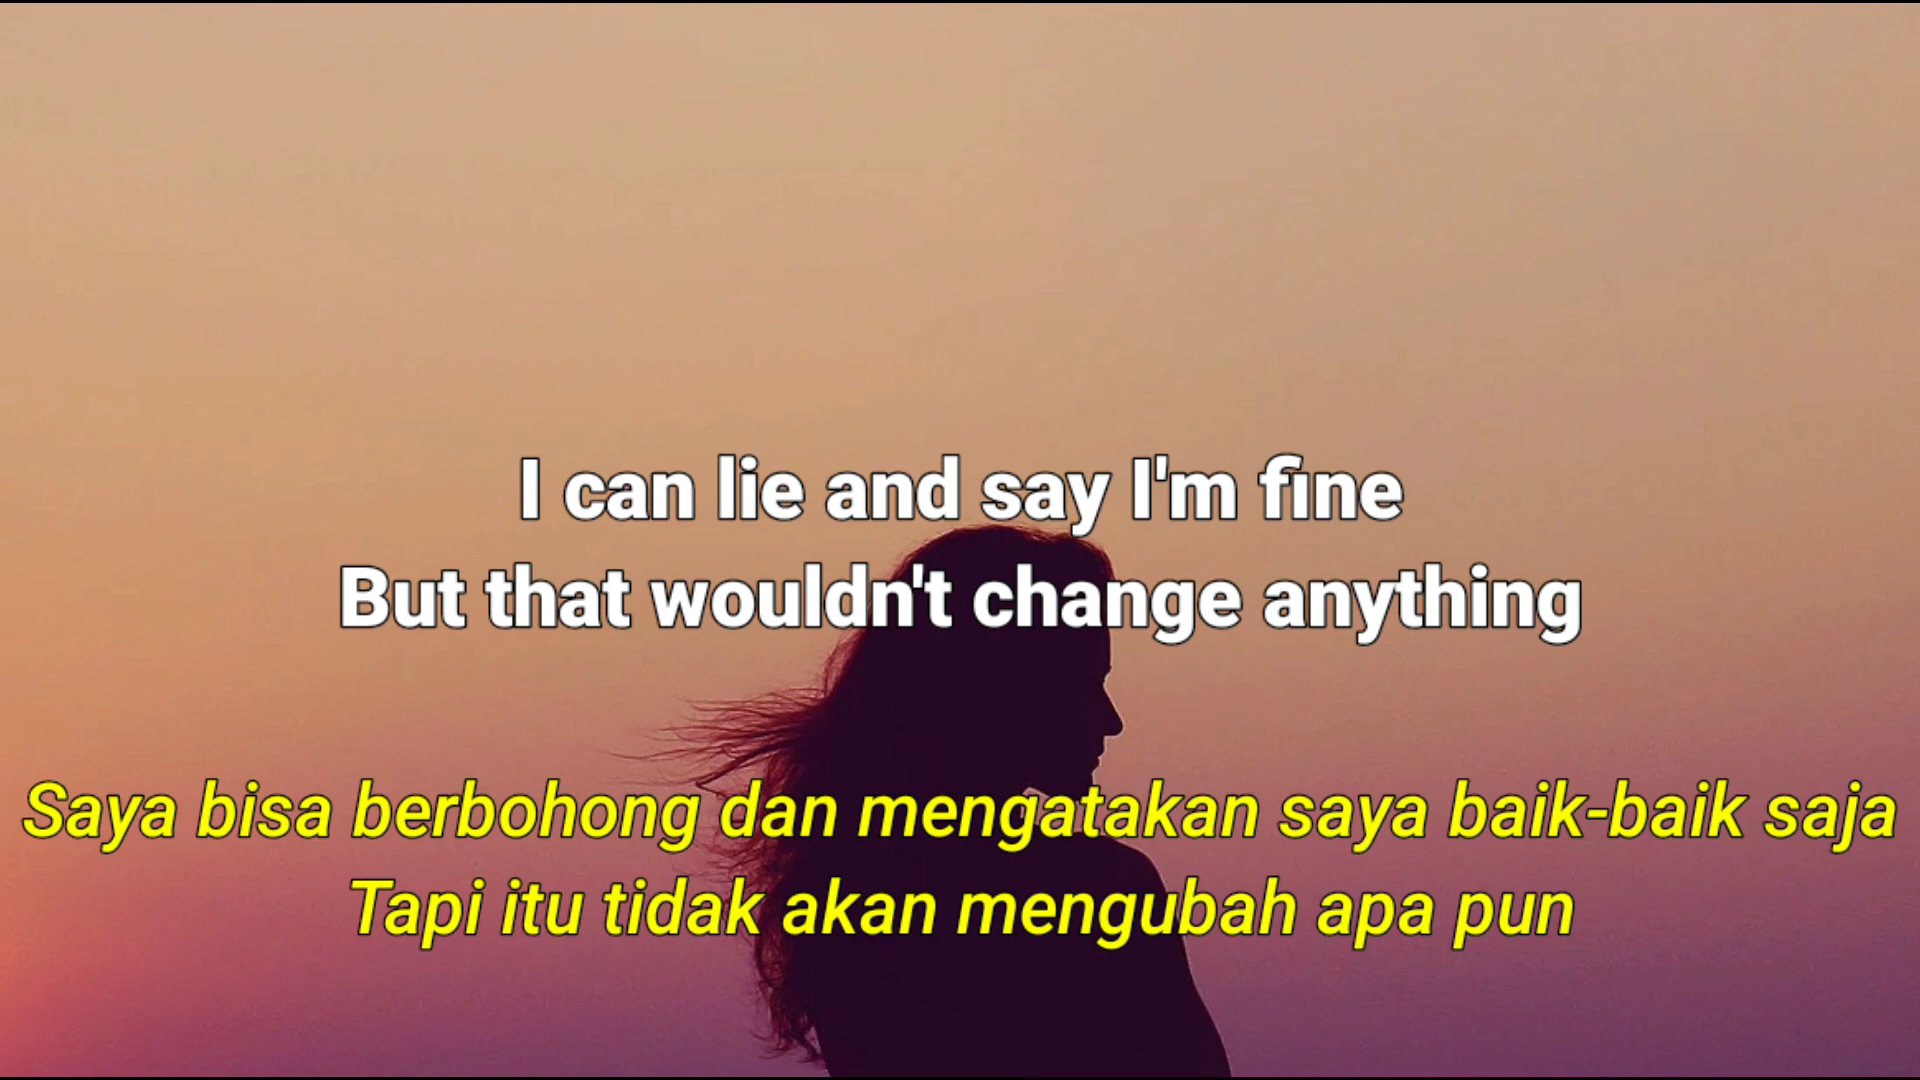 I can lie and say I'm fine
But that wouldn't change anything
Saya bisa berbohong dan mengatakan saya baik-baik saja
Tapi itu tidak akan mengubah apa pun